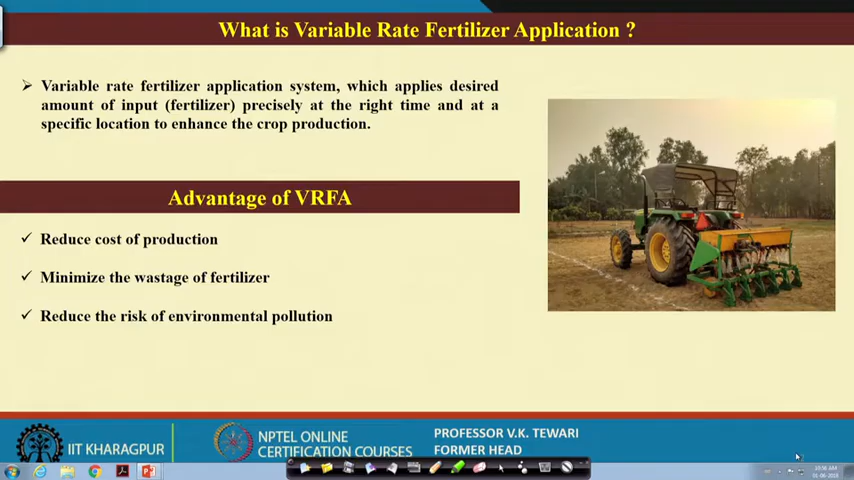 What is Variable Rate Fertilizer Application ?
Variable rate fertilizer application system, which applies desired
amount of input (fertilizer) precisely at the right time and at a
specific location to enhance the crop production.
Advantage of VRFA
Reduce cost of production
Minimize the wastage of fertilizer
Reduce the risk of environmental pollution
IIT KHARAGPUR
NPTEL ONLINE
CERTIFICATION COURSES
PROFESSOR V.K. TEWARI
FORMER HEAD